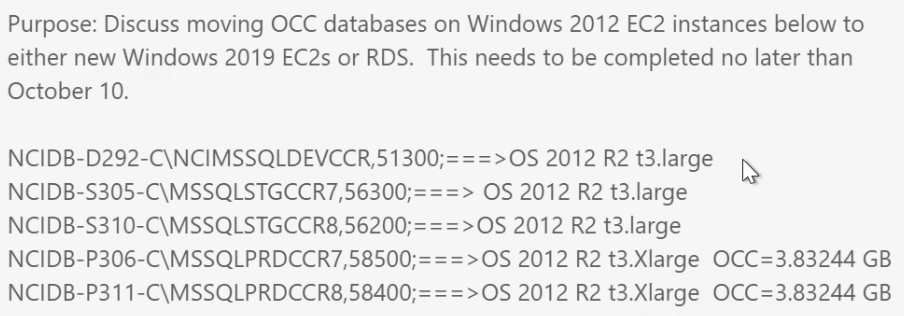 Purpose: Discuss moving OCC databases on Windows 2012 EC2 instances below to
either new Windows 2019 EC2s or RDS.  This needs to be completed no later than
October 10.
NCIDB-D292-C\NCIMSSQLDEVCCR,51300;===>OS 2012 R2 t3.large
NCIDB-S305-C\MSSQLSTGCCR7,56300;===> OS 2012 R2 t3.large
NCIDB-S310-C\MSSQLSTGCCR8,56200;===>OS 2012 R2 t3.large
NCIDB-P306-C\MSSQLPRDCCR7,58500;===>OS 2012 R2 t3.Xlarge  OCC=3.83244 GB
NCIDB-P311-C\MSSQLPRDCCR8,58400;===>OS 2012 R2 t3.Xlarge  OCC=3.83244 GB